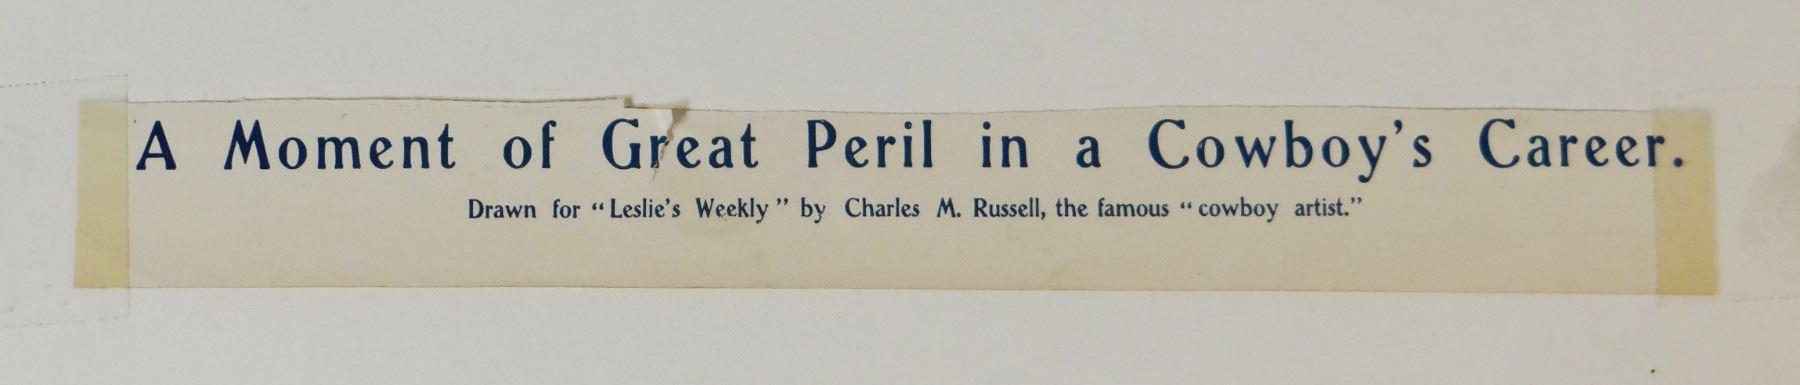 A Moment of Great Peril in a Cowboy's Career.
Drawn for “Leslie's Weekly” by Charles M. Russell, the famous “cowboy artist.”